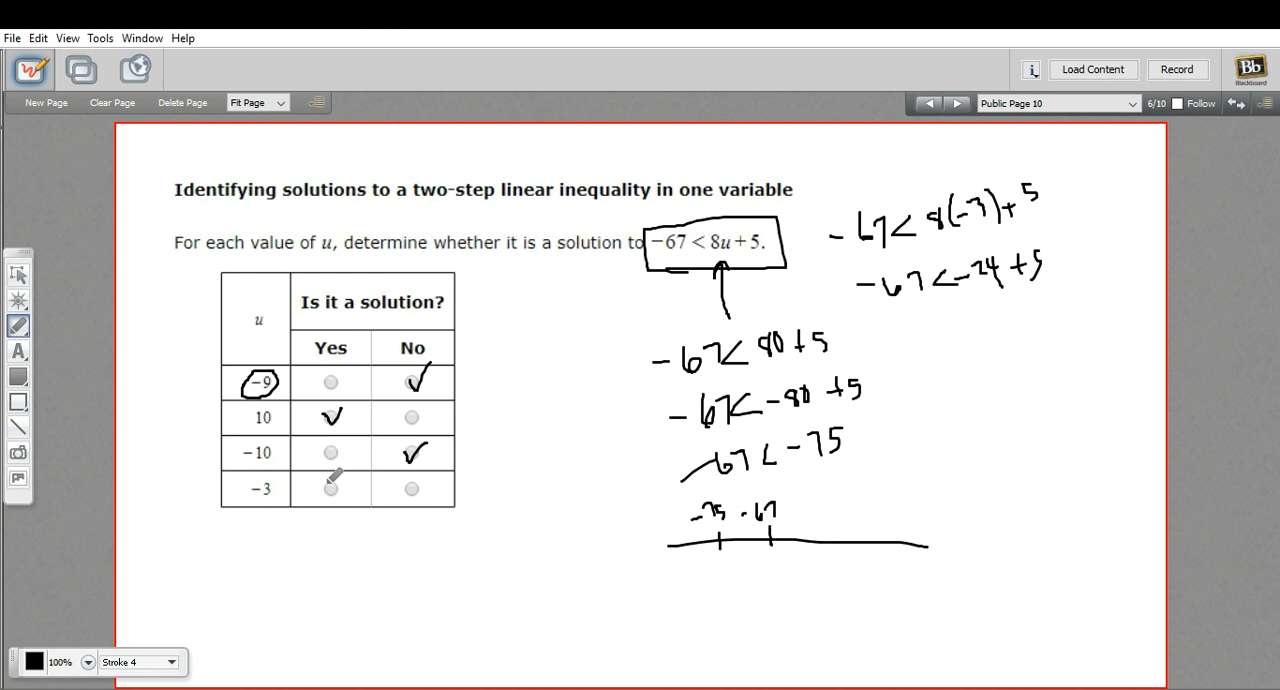 File Edit View Tools Window Help
i Load Content Record Bb
Blackboard
New Page Clear Page Delete Page Fit Page Public Page 10 6/10 Follow
Identifying solutions to a two-step linear inequality in one variable
For each value of u, determine whether it is a solution to −67 < 8u + 5.
u Is it a solution?
Yes No
−9 ✓
10 ✓
−10 ✓
−3
-67 < 8(-3) + 5
-67 < -24 + 5
-67 < 80 + 5
-67 < -80 + 5
-67 < -75
-75 -67
A
100% Stroke 4